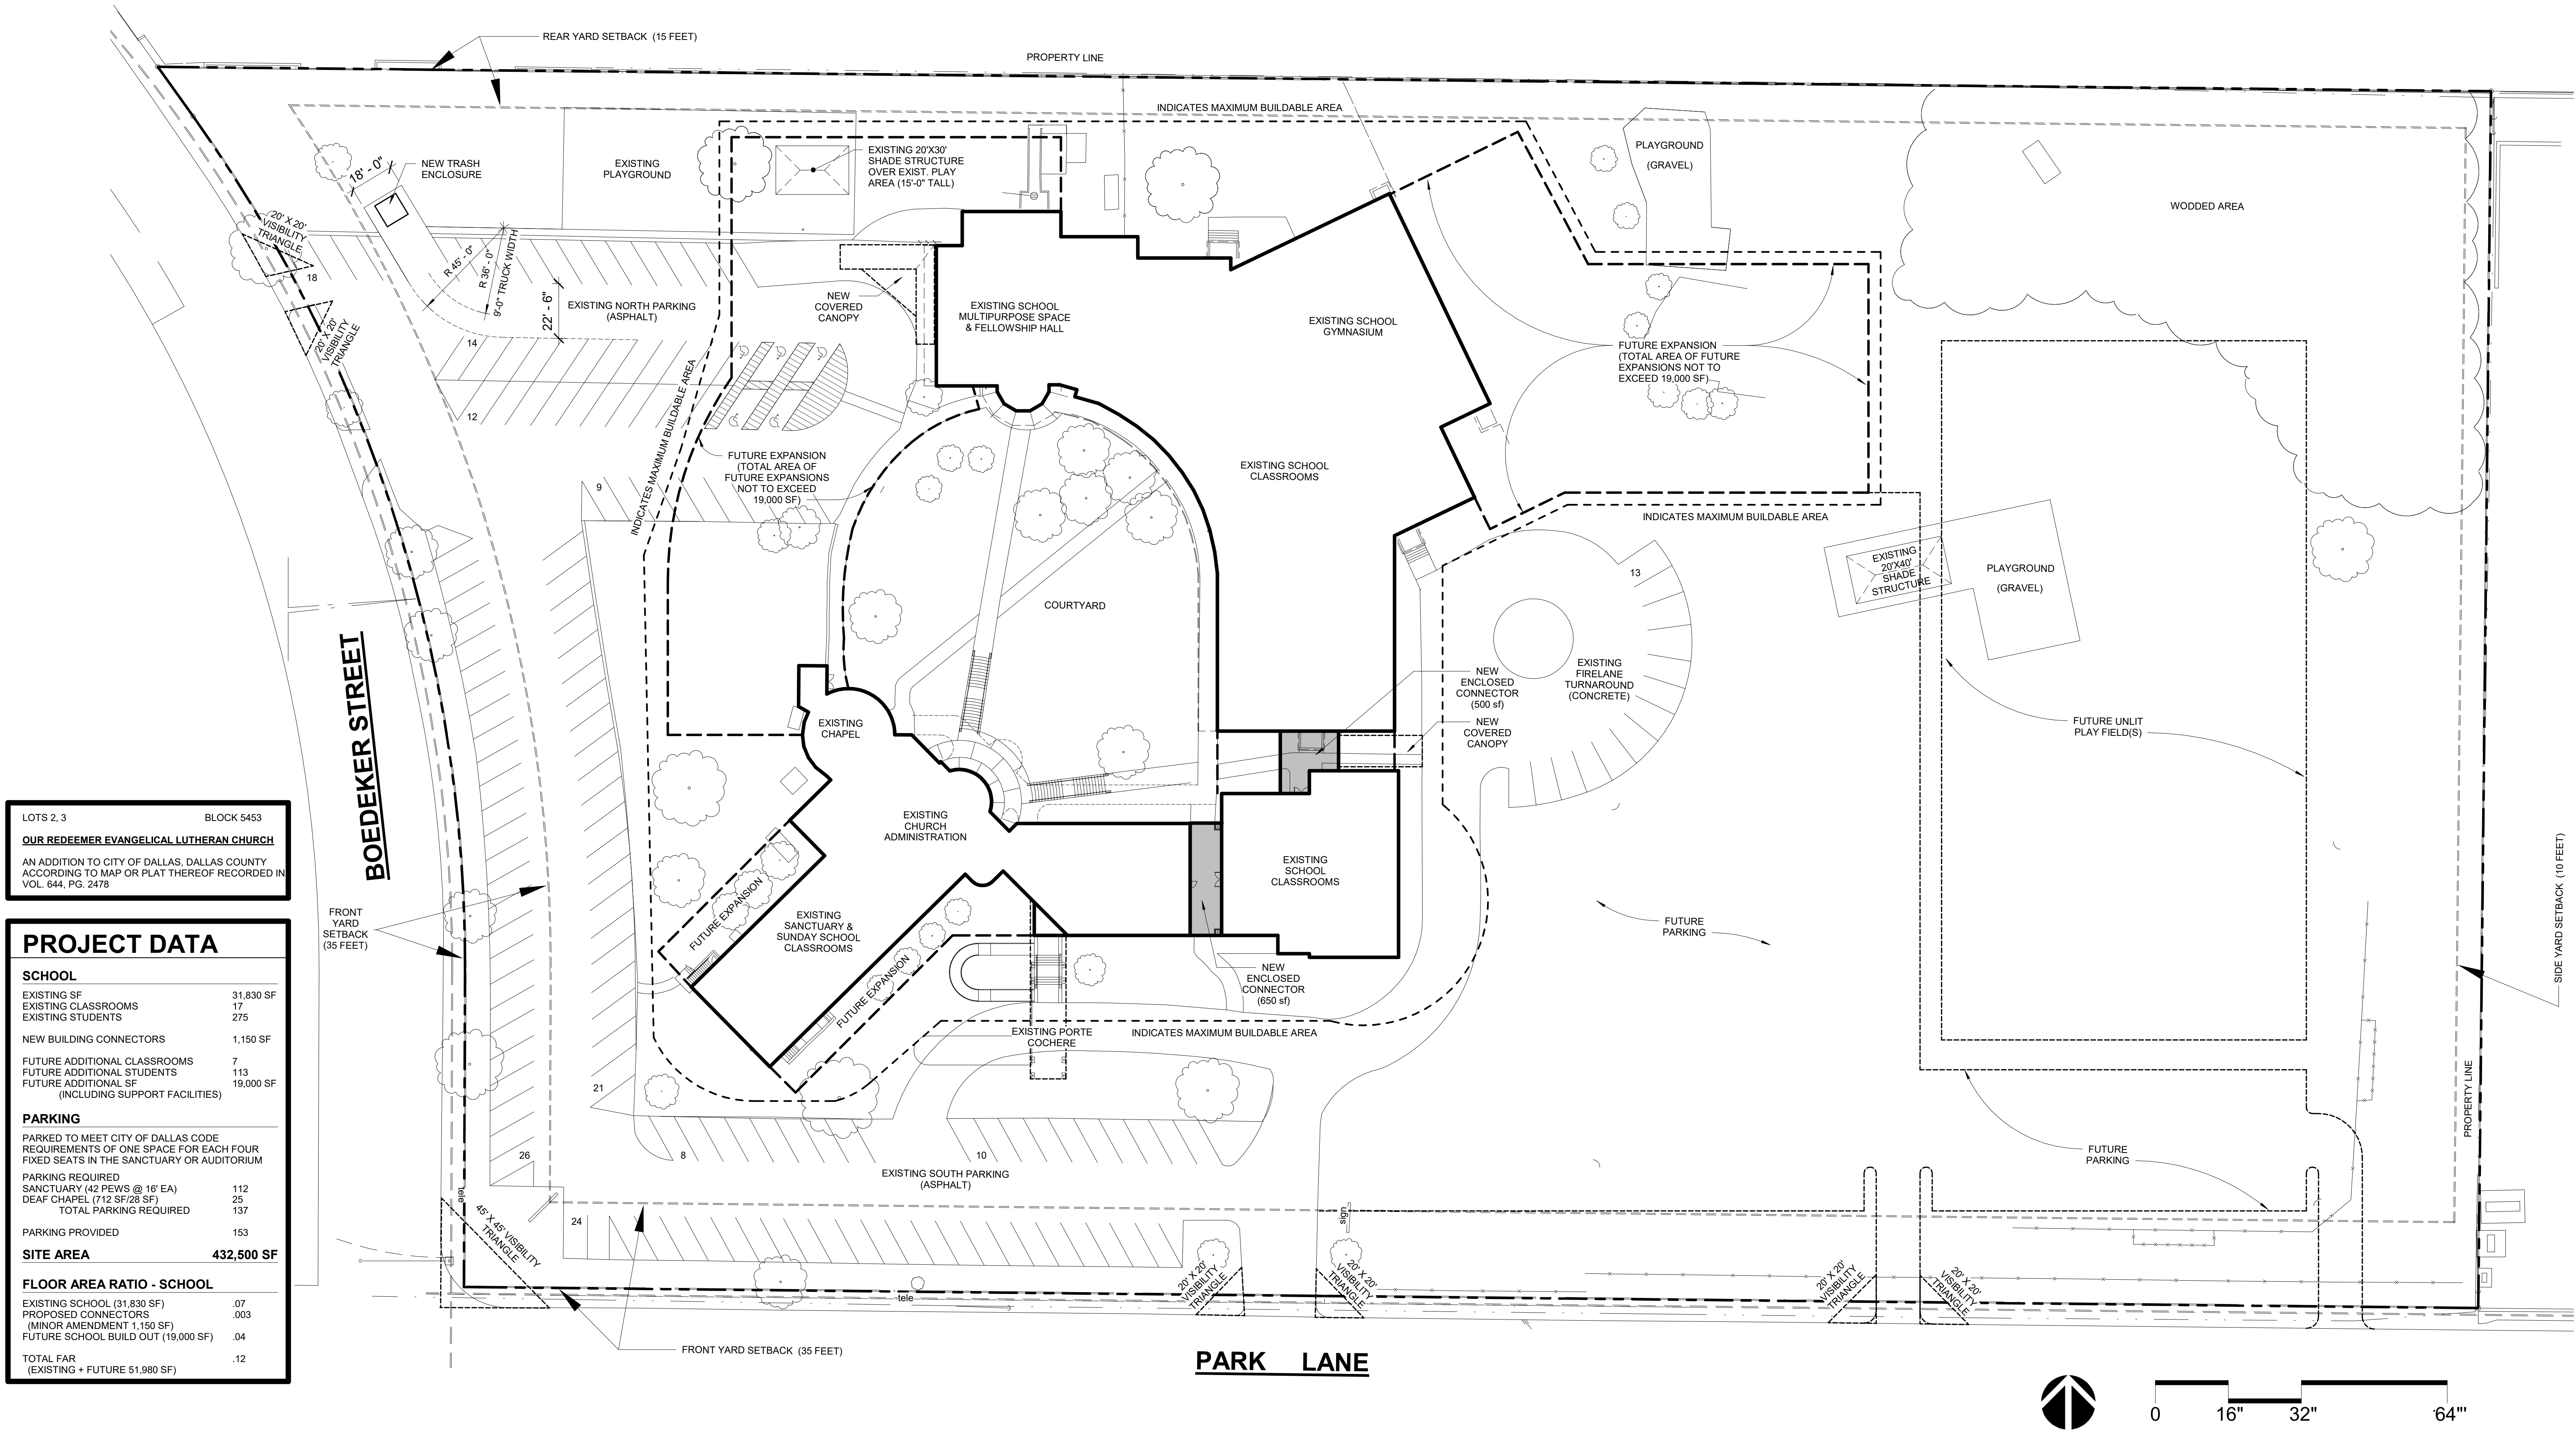 REAR YARD SETBACK (15 FEET)
PROPERTY LINE
INDICATES MAXIMUM BUILDABLE AREA
18' - 0"
NEW TRASH
ENCLOSURE
EXISTING
PLAYGROUND
EXISTING 20'X30'
SHADE STRUCTURE
OVER EXIST. PLAY
AREA (15'-0" TALL)
PLAYGROUND
(GRAVEL)
WODDED AREA
20' X 20'
VISIBILITY
TRIANGLE
18
R 45' - 0"
R 36' - 0"
9'-0" TRUCK WIDTH
22' - 6"
EXISTING NORTH PARKING
(ASPHALT)
NEW
COVERED
CANOPY
EXISTING SCHOOL
MULTIPURPOSE SPACE
& FELLOWSHIP HALL
EXISTING SCHOOL
GYMNASIUM
20' X 20'
VISIBILITY
TRIANGLE
14
12
FUTURE EXPANSION
(TOTAL AREA OF FUTURE
EXPANSIONS NOT TO
EXCEED 19,000 SF)
INDICATES MAXIMUM BUILDABLE AREA
FUTURE EXPANSION
(TOTAL AREA OF
FUTURE EXPANSIONS
NOT TO EXCEED
19,000 SF)
9
EXISTING SCHOOL
CLASSROOMS
INDICATES MAXIMUM BUILDABLE AREA
EXISTING
20'X40'
SHADE
STRUCTURE
PLAYGROUND
(GRAVEL)
13
COURTYARD
BOEDEKER STREET
EXISTING
FIRELANE
TURNAROUND
(CONCRETE)
NEW
ENCLOSED
CONNECTOR
(500 sf)
NEW
COVERED
CANOPY
EXISTING
CHAPEL
FUTURE UNLIT
PLAY FIELD(S)
EXISTING
CHURCH
ADMINISTRATION
EXISTING
SCHOOL
CLASSROOMS
FRONT
YARD
SETBACK
(35 FEET)
FUTURE EXPANSION
EXISTING
SANCTUARY &
SUNDAY SCHOOL
CLASSROOMS
FUTURE EXPANSION
FUTURE
PARKING
NEW
ENCLOSED
CONNECTOR
(650 sf)
EXISTING PORTE
COCHERE
INDICATES MAXIMUM BUILDABLE AREA
SIDE YARD SETBACK (10 FEET)
PROPERTY LINE
21
26
8
10
EXISTING SOUTH PARKING
(ASPHALT)
FUTURE
PARKING
tele
45' X 45' VISIBILITY
TRIANGLE
24
sign
20' X 20'
VISIBILITY
TRIANGLE
20' X 20'
VISIBILITY
TRIANGLE
20' X 20'
VISIBILITY
TRIANGLE
20' X 20'
VISIBILITY
TRIANGLE
tele
FRONT YARD SETBACK (35 FEET)
PARK LANE
0 16" 32" 64'"
LOTS 2, 3 BLOCK 5453
OUR REDEEMER EVANGELICAL LUTHERAN CHURCH
AN ADDITION TO CITY OF DALLAS, DALLAS COUNTY
ACCORDING TO MAP OR PLAT THEREOF RECORDED IN
VOL. 644, PG. 2478
PROJECT DATA
SCHOOL
EXISTING SF 31,830 SF
EXISTING CLASSROOMS 17
EXISTING STUDENTS 275
NEW BUILDING CONNECTORS 1,150 SF
FUTURE ADDITIONAL CLASSROOMS 7
FUTURE ADDITIONAL STUDENTS 113
FUTURE ADDITIONAL SF 19,000 SF
(INCLUDING SUPPORT FACILITIES)
PARKING
PARKED TO MEET CITY OF DALLAS CODE
REQUIREMENTS OF ONE SPACE FOR EACH FOUR
FIXED SEATS IN THE SANCTUARY OR AUDITORIUM
PARKING REQUIRED
SANCTUARY (42 PEWS @ 16' EA) 112
DEAF CHAPEL (712 SF/28 SF) 25
TOTAL PARKING REQUIRED 137
PARKING PROVIDED 153
SITE AREA 432,500 SF
FLOOR AREA RATIO - SCHOOL
EXISTING SCHOOL (31,830 SF) .07
PROPOSED CONNECTORS .003
(MINOR AMENDMENT 1,150 SF)
FUTURE SCHOOL BUILD OUT (19,000 SF) .04
TOTAL FAR .12
(EXISTING + FUTURE 51,980 SF)